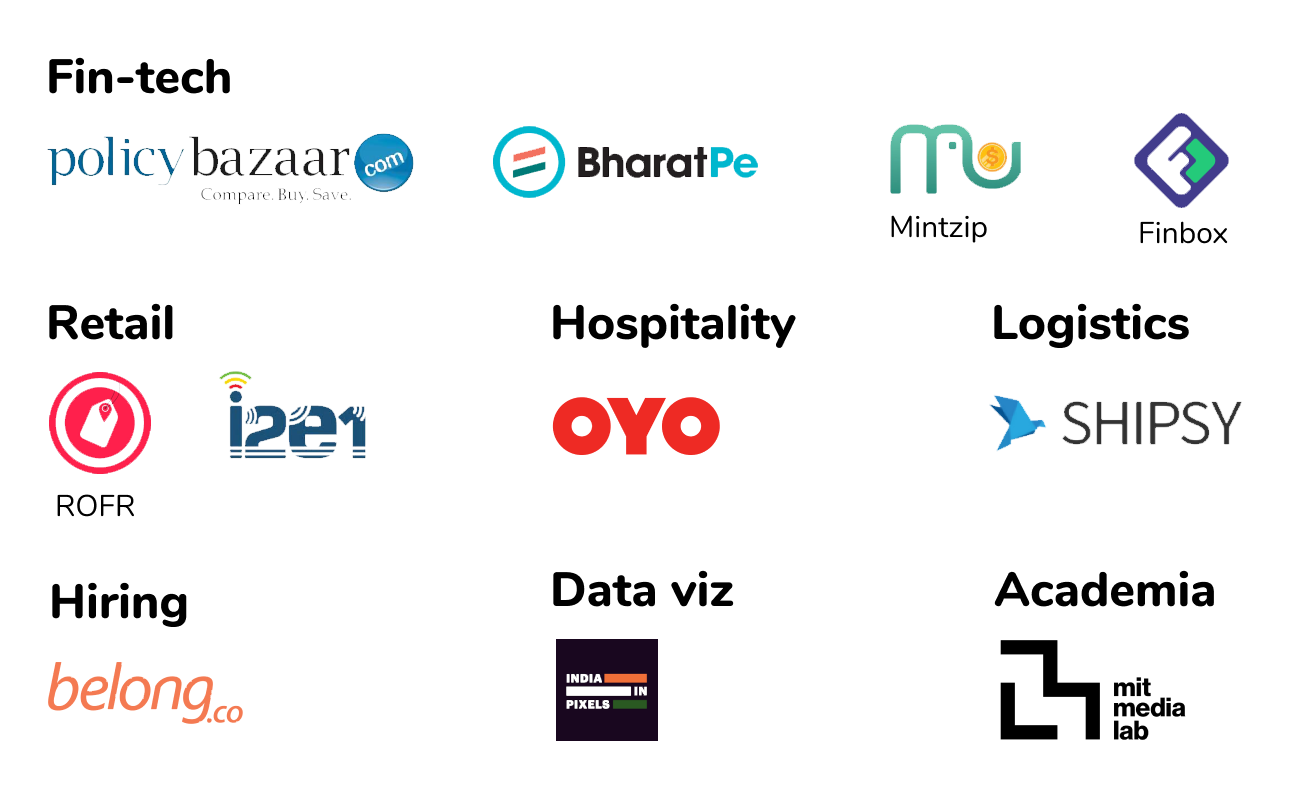 Fin-tech
policybazaar.com
Compare. Buy. Save.
BharatPe
Mintzip
Finbox
Retail
ROFR
i2e1
Hospitality
OYO
Logistics
SHIPSY
Hiring
belong.co
Data viz
INDIA
IN
PIXELS
Academia
mit
media
lab